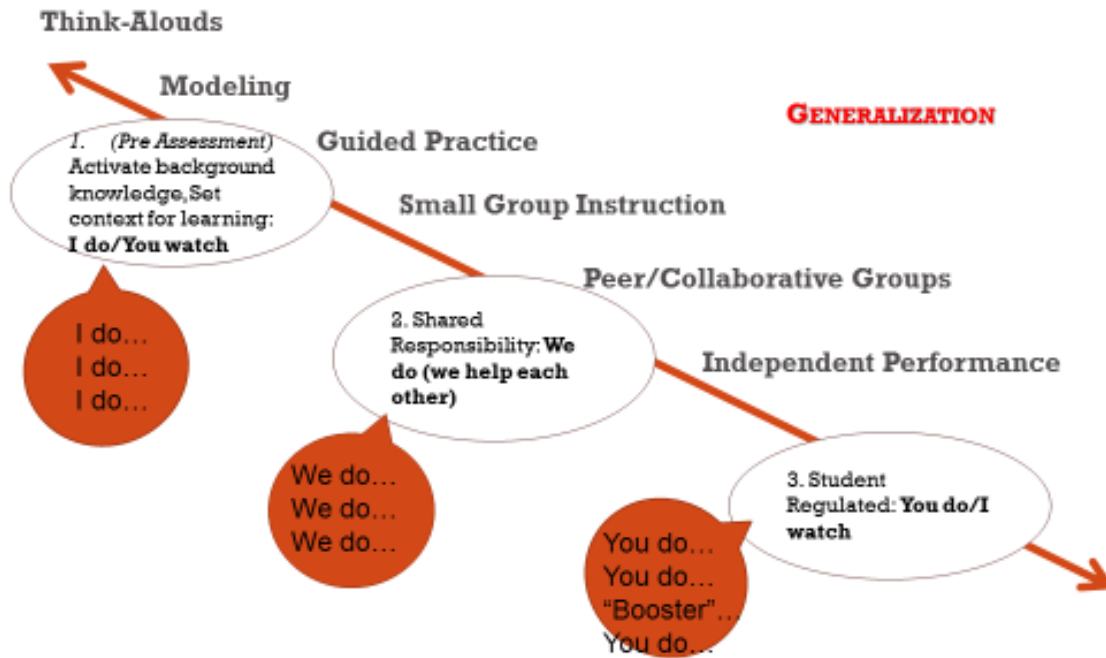 Think-Alouds
Modeling
GENERALIZATION
1. (Pre Assessment)
Activate background
knowledge,Set
context for learning:
I do/You watch
Guided Practice
Small Group Instruction
Peer/Collaborative Groups
I do...
I do...
I do...
2. Shared
Responsibility: We
do (we help each
other)
Independent Performance
We do...
We do...
We do...
3. Student
Regulated: You do/I
watch
You do...
You do...
“Booster”...
You do...